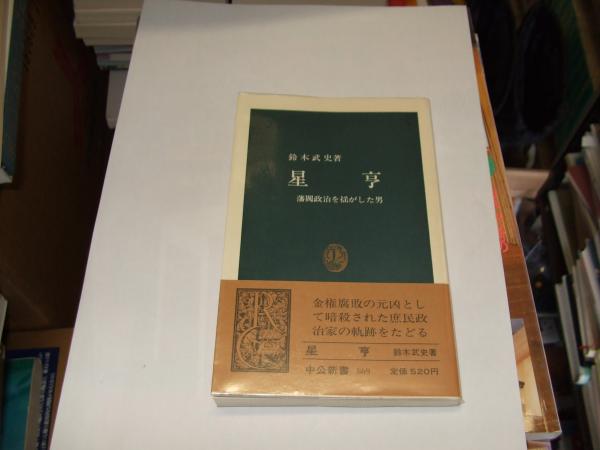 鈴木武史著
星 亨
藩閥政治を揺がした男
金権腐敗の元凶とし
て暗殺された庶民政
治家の軌跡をたどる
星 亨 鈴木武史著
中公新書 869 定価520円